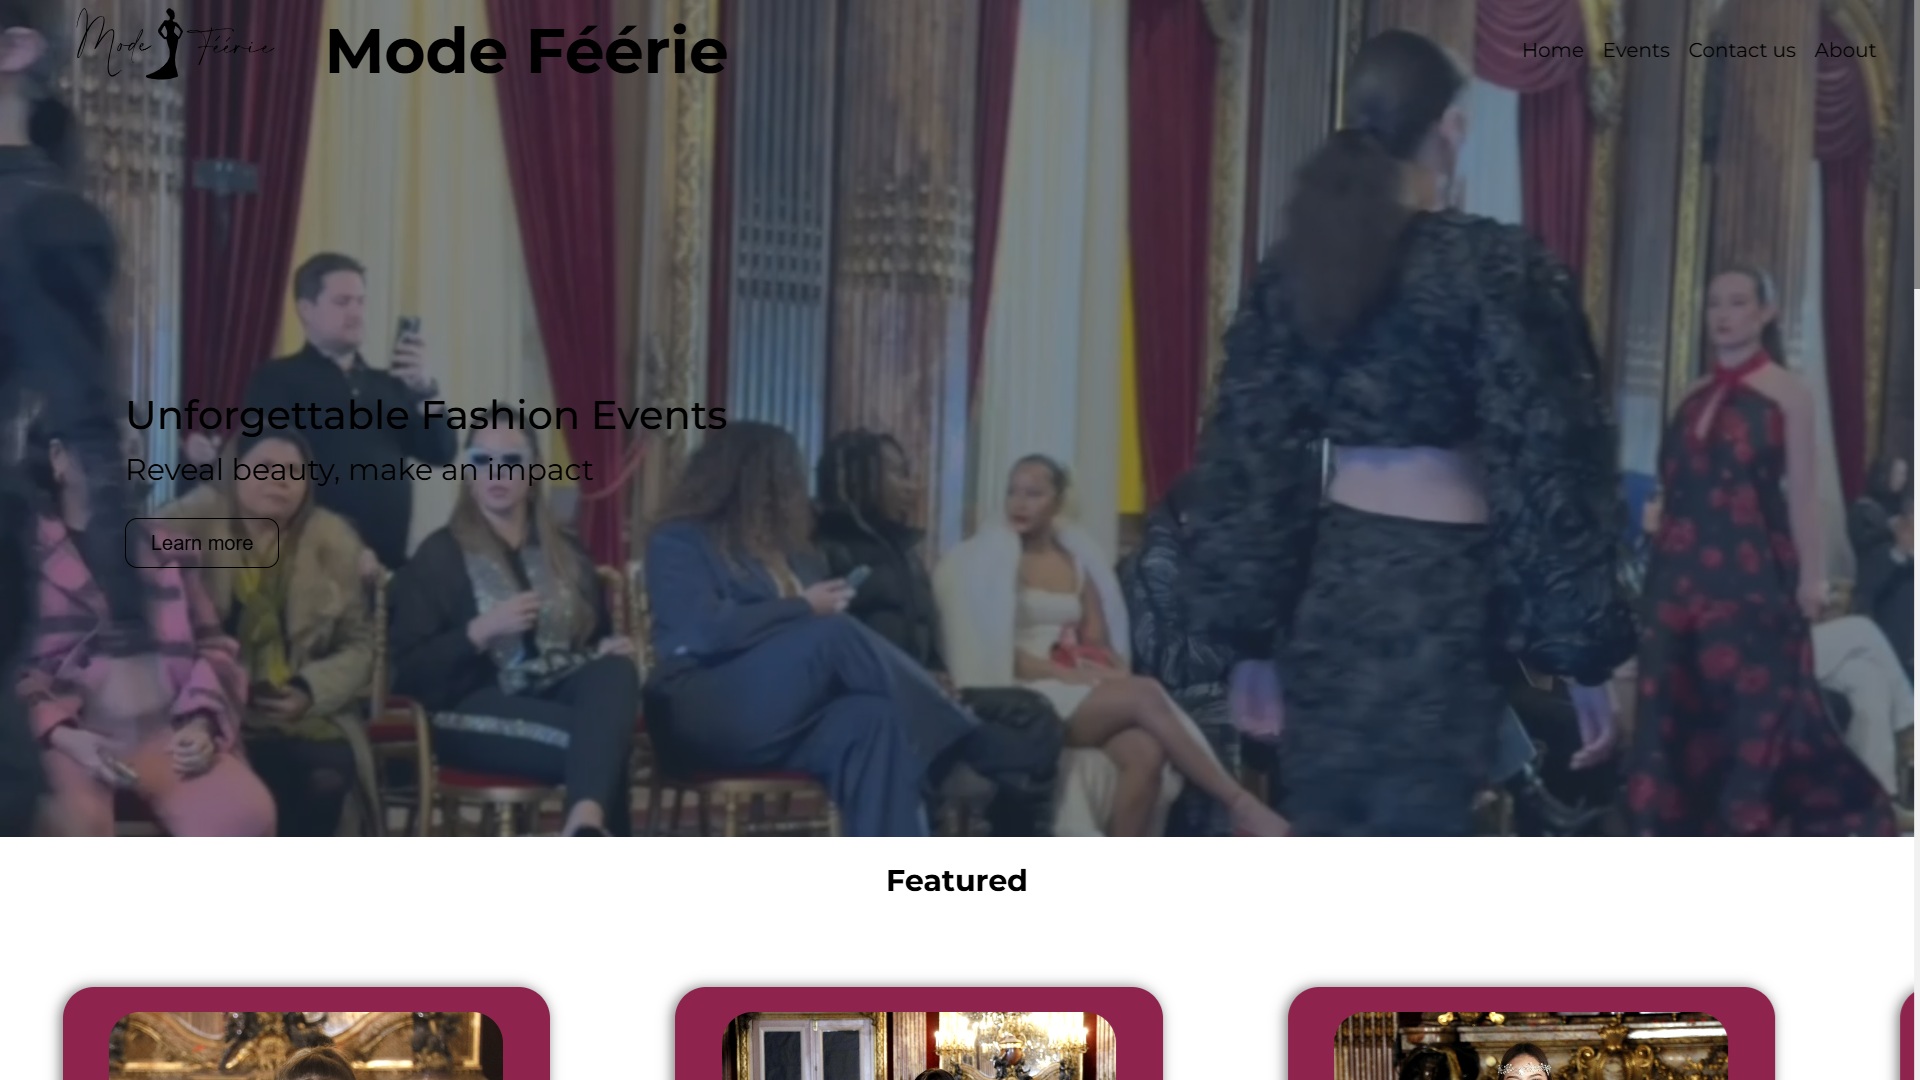 Mode Féérie
Mode Féérie
Home Events Contact us About
Unforgettable Fashion Events
Reveal beauty, make an impact
Learn more
Featured